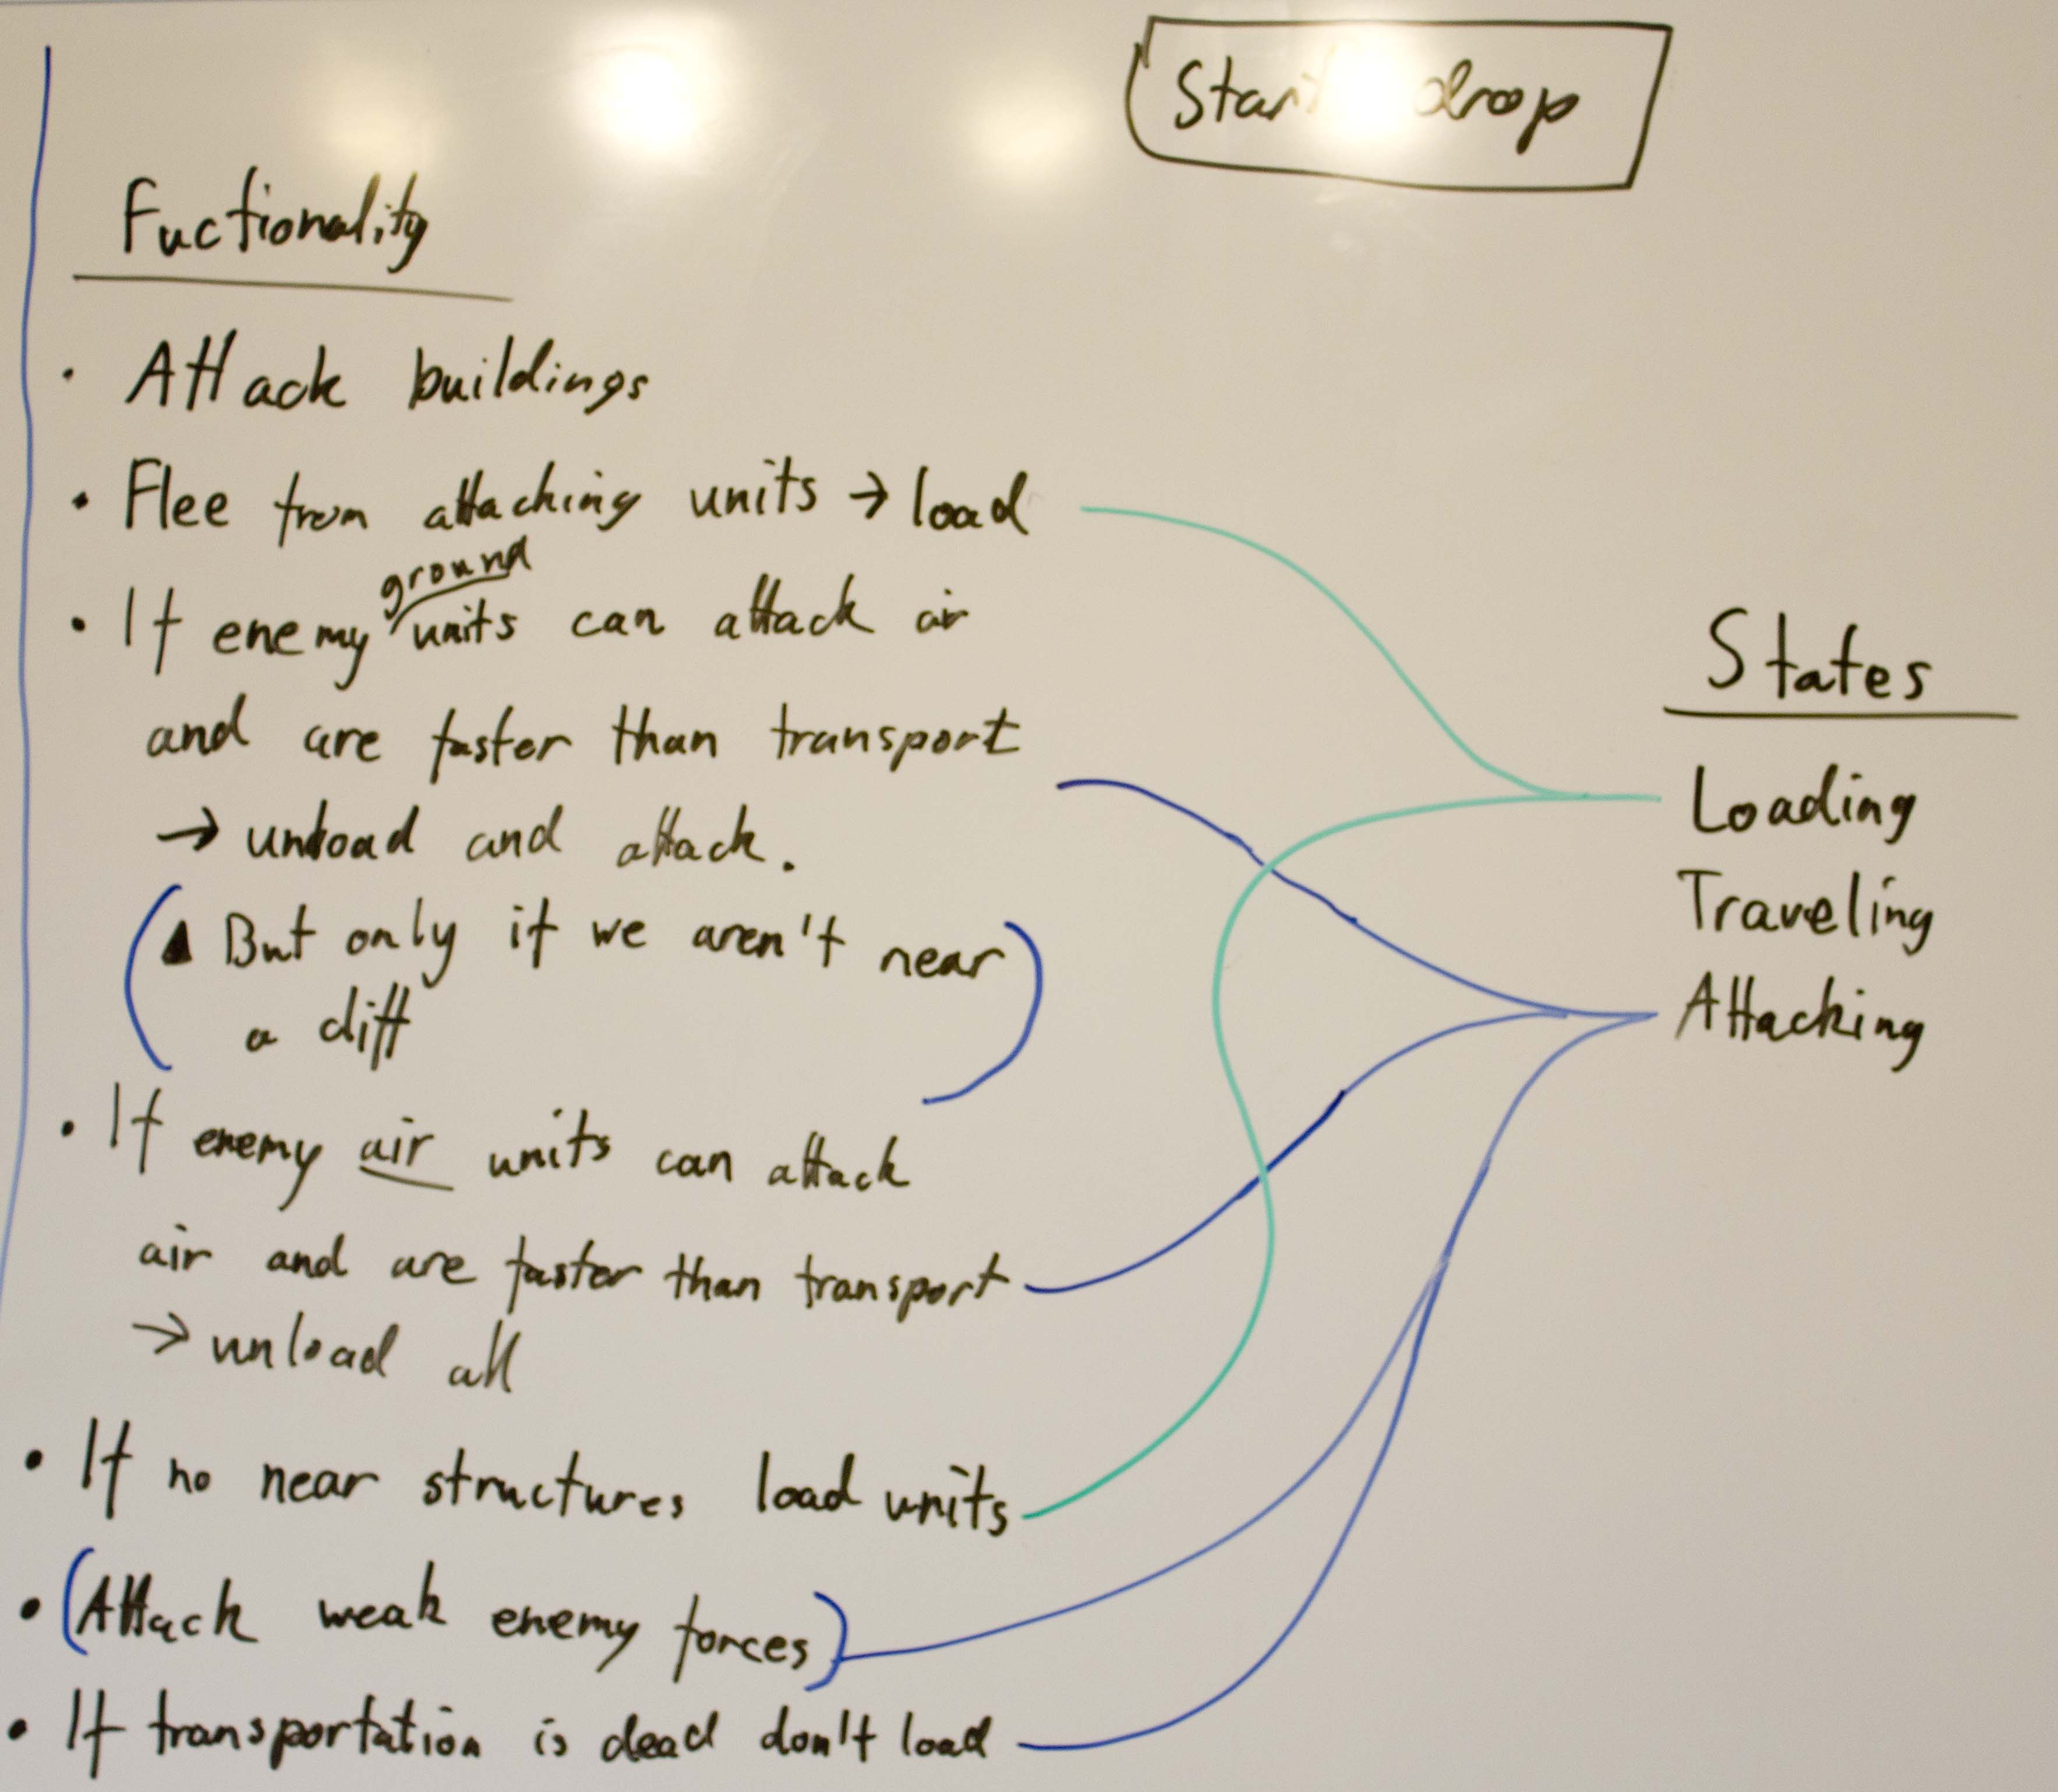 Start drop
Fuctionality
• Attack buildings
• Flee from attacking units → load
ground
• If enemy units can attack air
and are faster than transport
→ unload and attack.
(▲ But only if we aren't near
a cliff)
• If enemy air units can attack
air and are faster than transport
→ unload all
• If no near structures load units
• (Attack weak enemy forces)
• If transportation is dead don't load
States
Loading
Traveling
Attacking